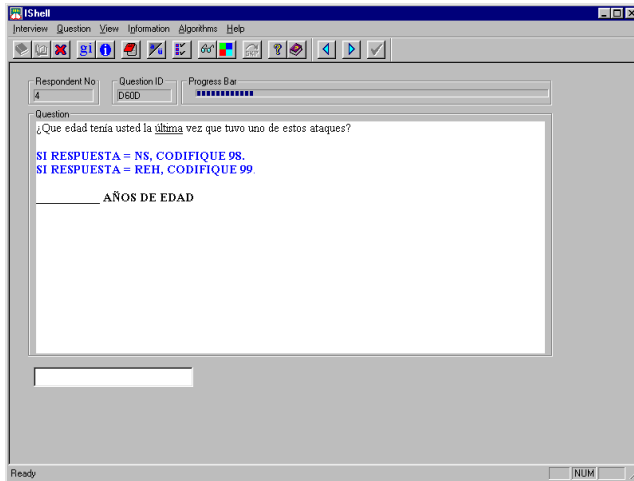 IShell
Interview Question View Information Algorithms Help
gi
SKP
Respondent No
Question ID
Progress Bar
4
D60D
Question
¿Que edad tenía usted la última vez que tuvo uno de estos ataques?
SI RESPUESTA = NS, CODIFIQUE 98.
SI RESPUESTA = REH, CODIFIQUE 99.
__________ AÑOS DE EDAD
Ready
NUM